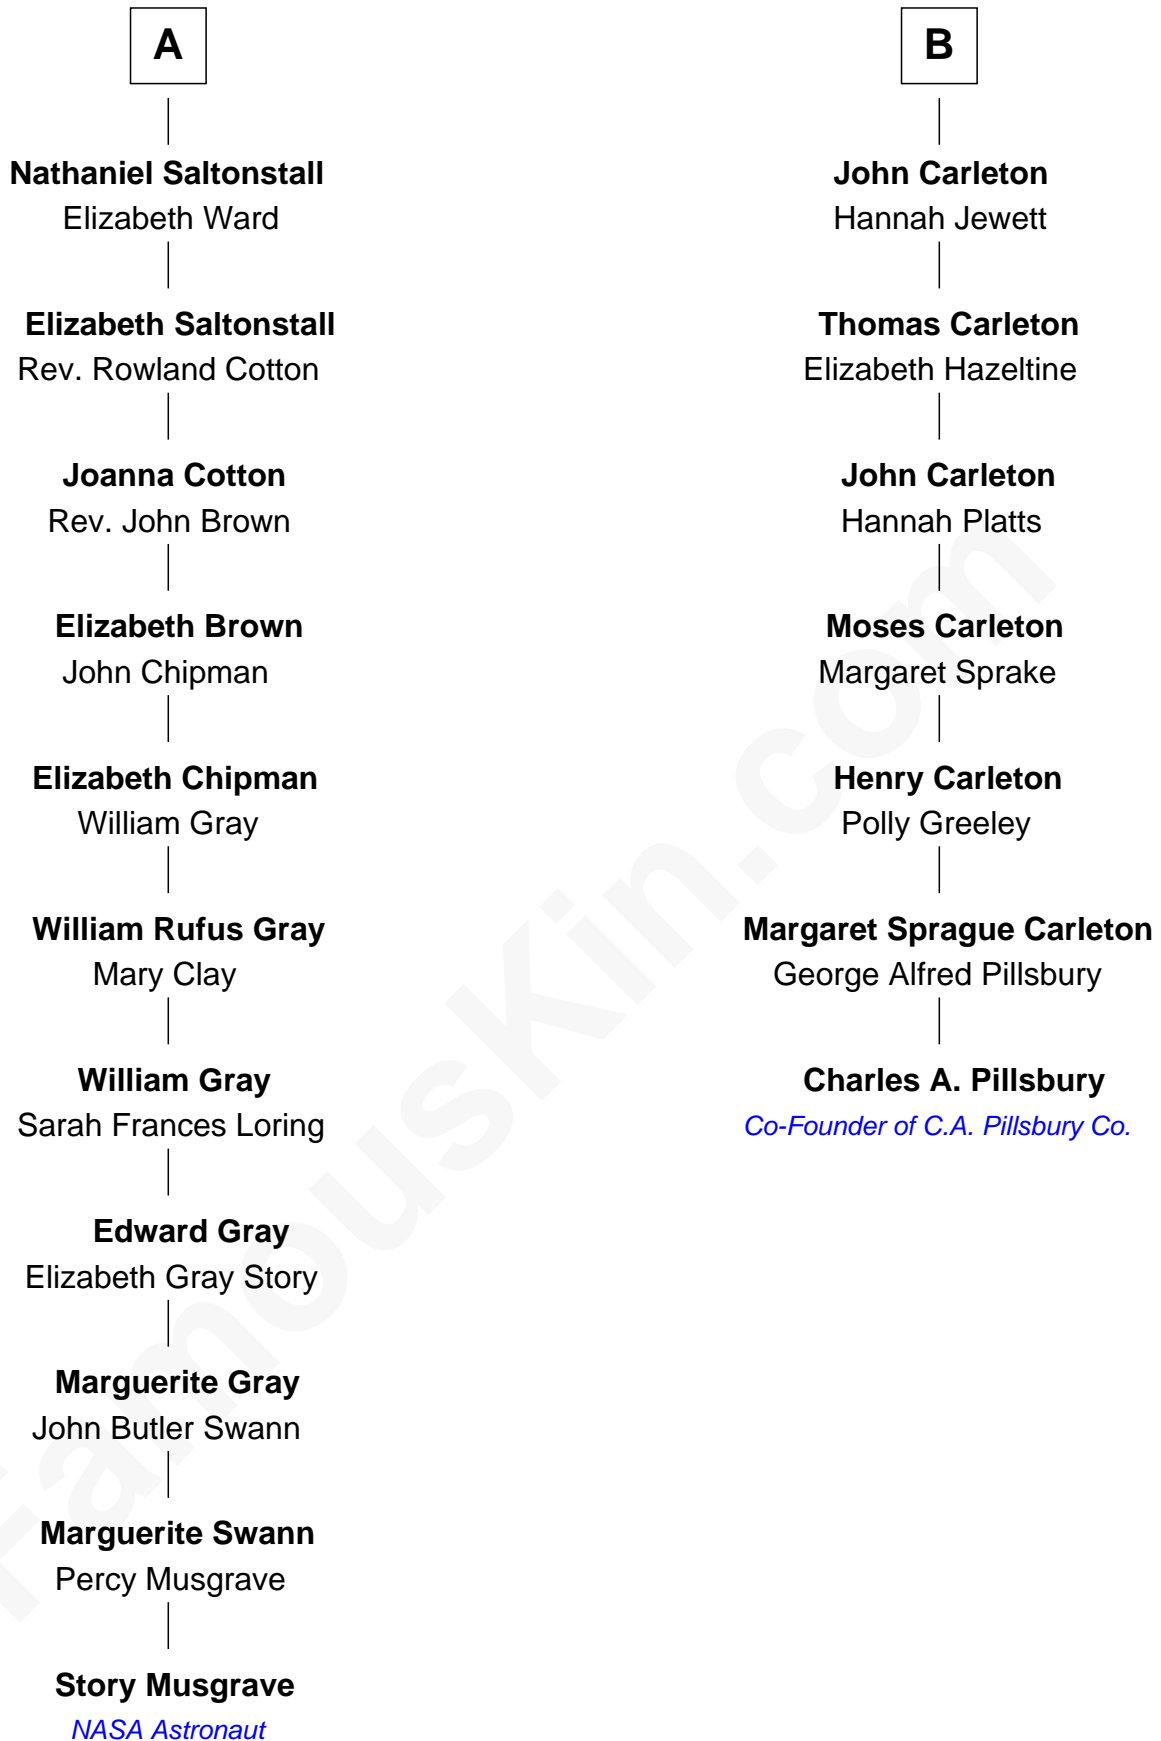 A
Nathaniel Saltonstall
Elizabeth Ward
Elizabeth Saltonstall
Rev. Rowland Cotton
Joanna Cotton
Rev. John Brown
Elizabeth Brown
John Chipman
Elizabeth Chipman
William Gray
William Rufus Gray
Mary Clay
William Gray
Sarah Frances Loring
Edward Gray
Elizabeth Gray Story
Marguerite Gray
John Butler Swann
Marguerite Swann
Percy Musgrave
Story Musgrave
NASA Astronaut
B
John Carleton
Hannah Jewett
Thomas Carleton
Elizabeth Hazeltine
John Carleton
Hannah Platts
Moses Carleton
Margaret Sprake
Henry Carleton
Polly Greeley
Margaret Sprague Carleton
George Alfred Pillsbury
Charles A. Pillsbury
Co-Founder of C.A. Pillsbury Co.
FamousKin.com